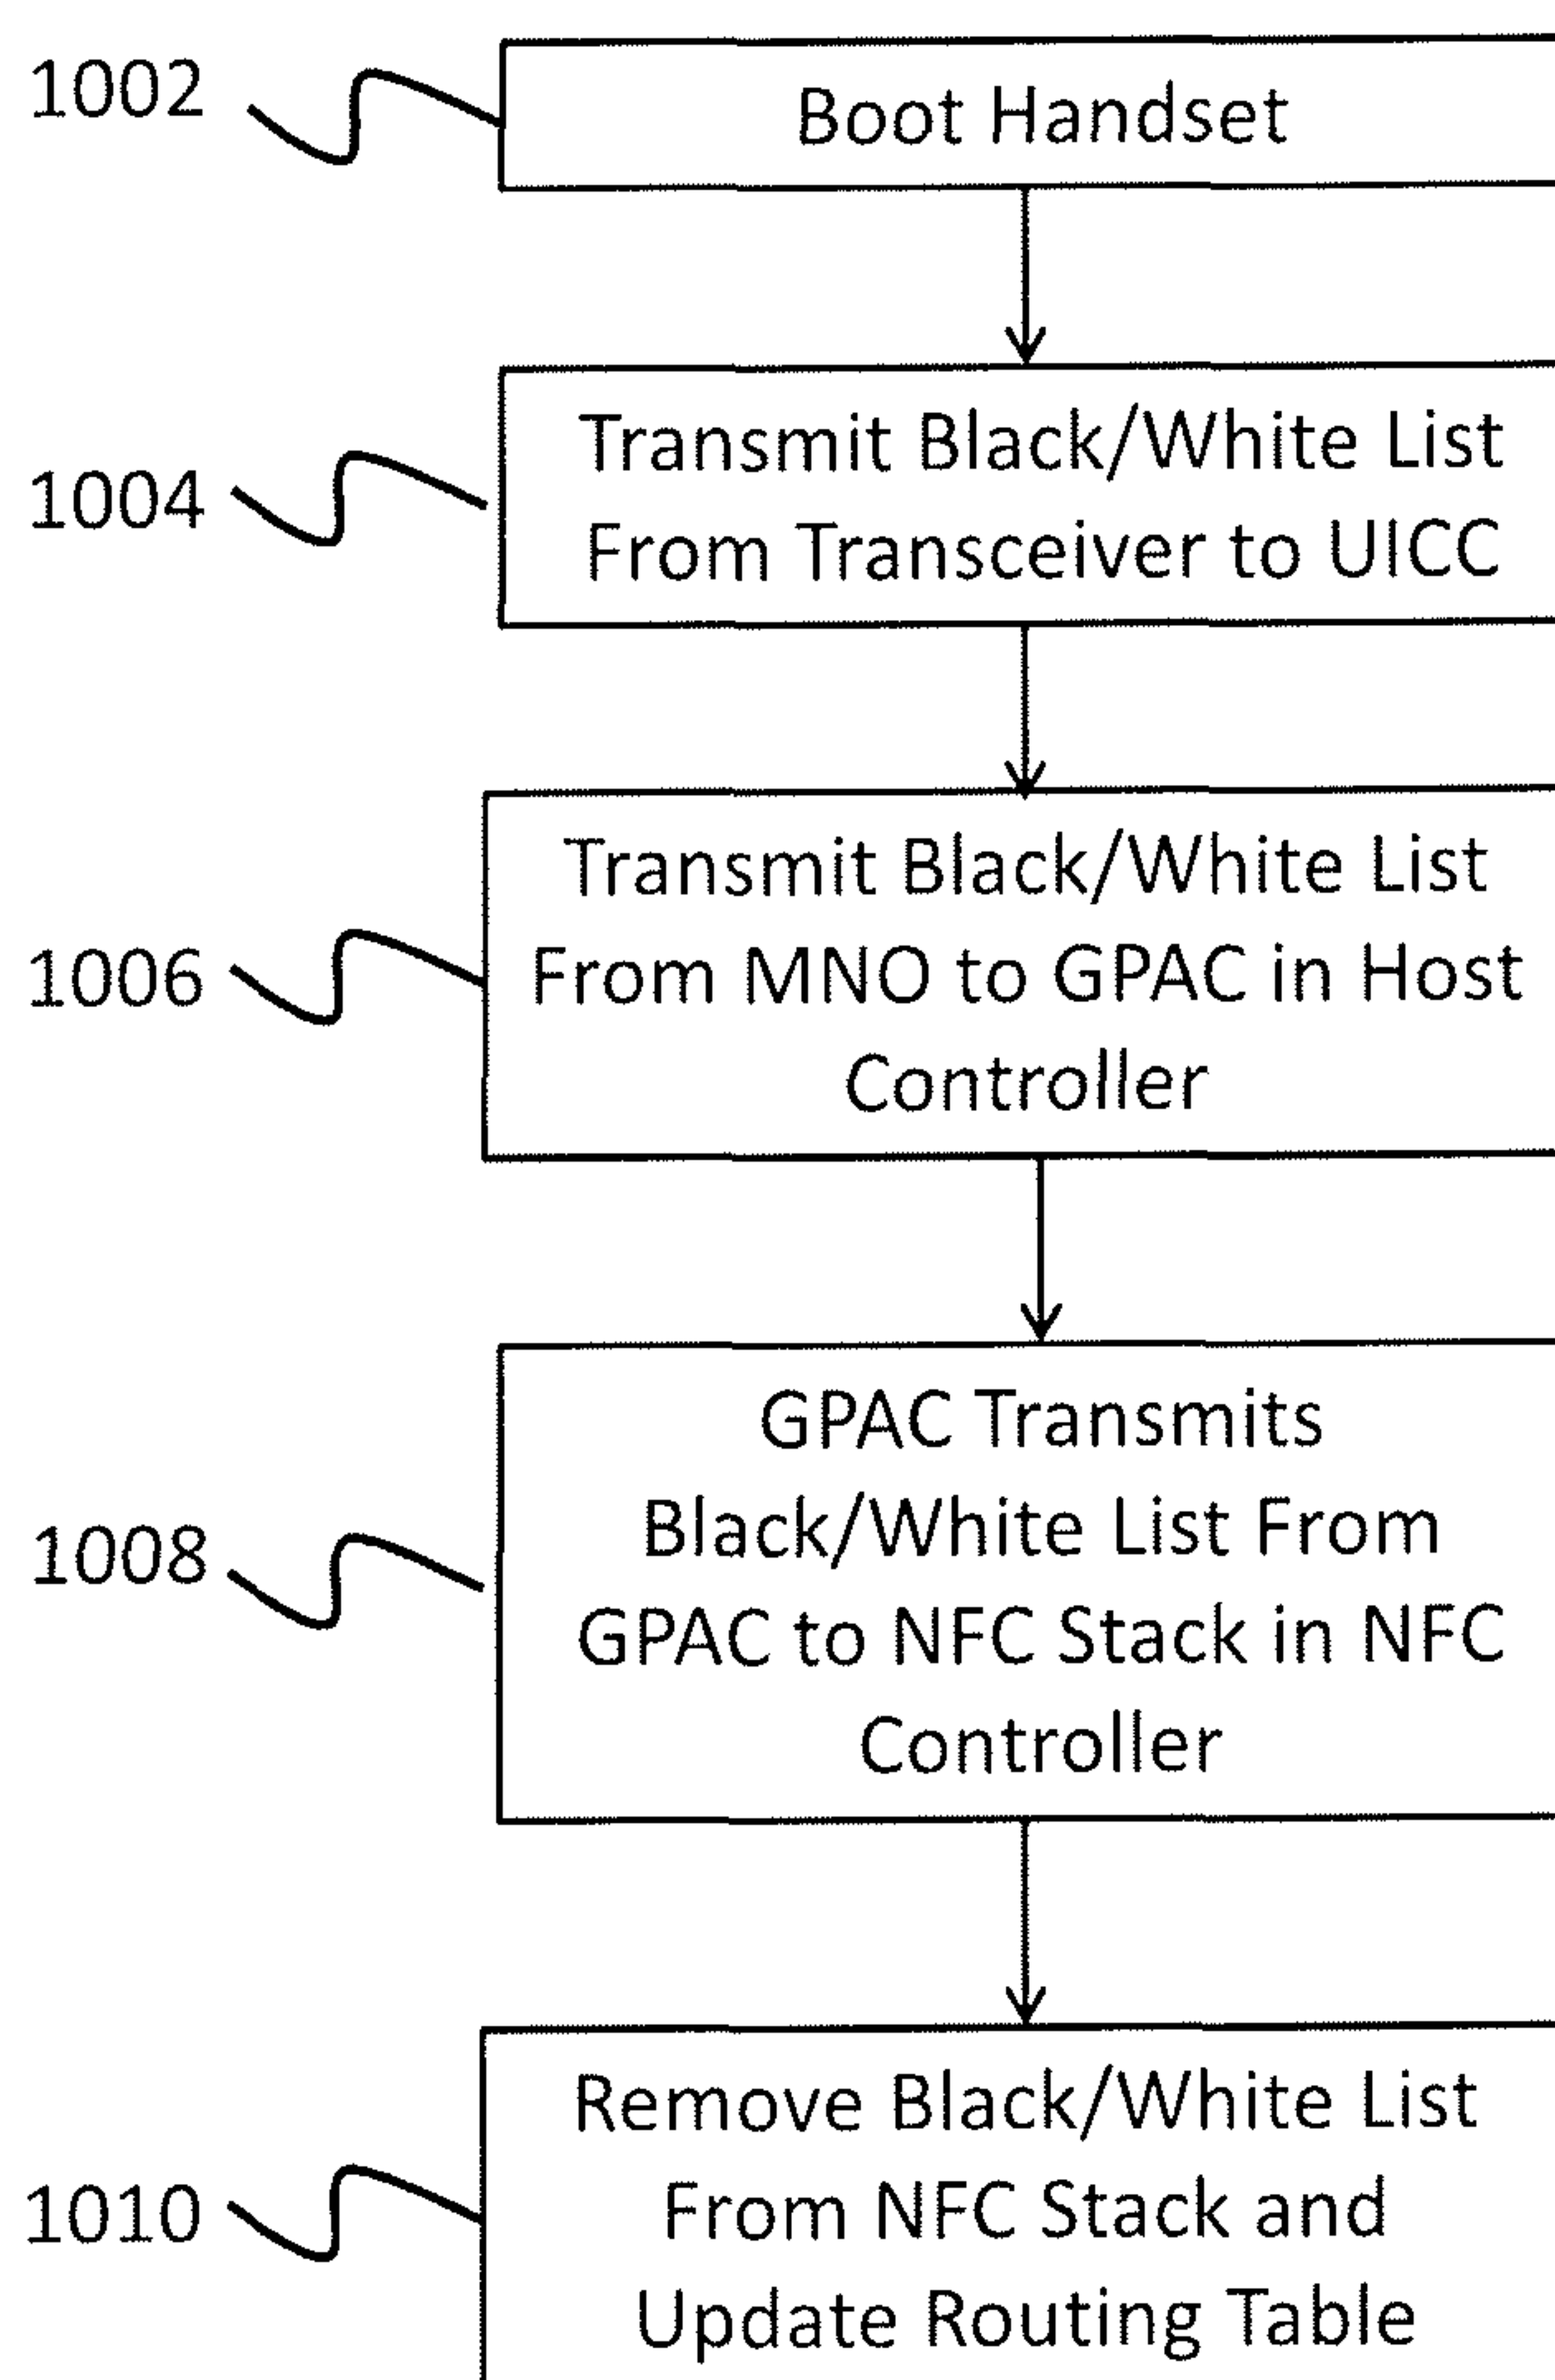 1002
Boot Handset
1004
Transmit Black/White List
From Transceiver to UICC
1006
Transmit Black/White List
From MNO to GPAC in Host
Controller
1008
GPAC Transmits
Black/White List From
GPAC to NFC Stack in NFC
Controller
1010
Remove Black/White List
From NFC Stack and
Update Routing Table